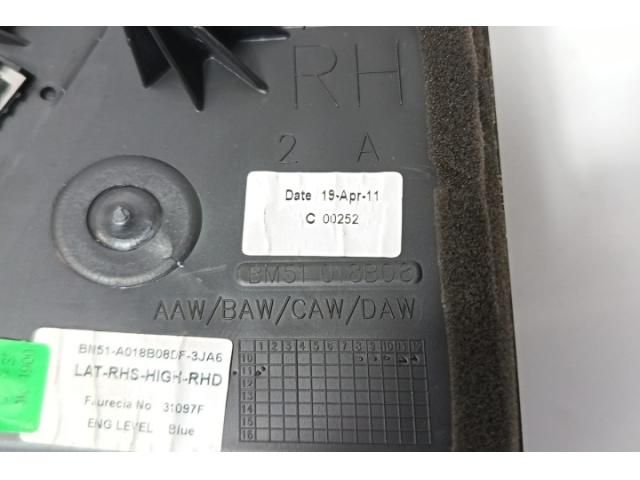 RH
2 A
Date 19-Apr-11
C 00252
BM51 018B08
AAW/BAW/CAW/DAW
BM51-A018B08DF-3JA6
LAT-RHS-HIGH-RHD
Faurecia No 31097F
ENG LEVEL Blue
1 2 3 4 5 6 7 8 9 10 11 12
10
11
12
13
14
15
16